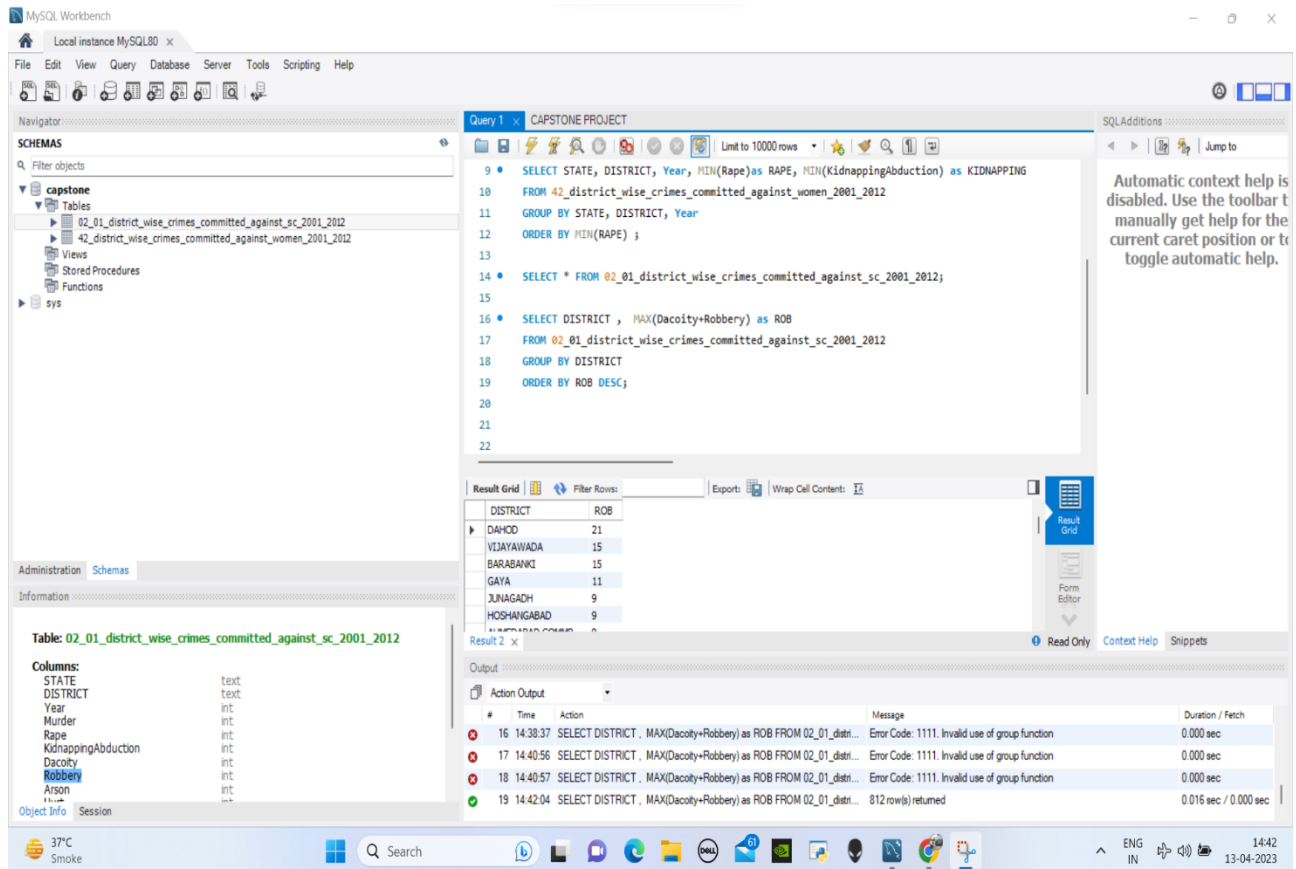 MySQL Workbench
Local instance MySQL80
File Edit View Query Database Server Tools Scripting Help
Navigator
SCHEMAS
Filter objects
capstone
Tables
02_01_district_wise_crimes_committed_against_sc_2001_2012
42_district_wise_crimes_committed_against_women_2001_2012
Views
Stored Procedures
Functions
sys
Administration Schemas
Information
Table: 02_01_district_wise_crimes_committed_against_sc_2001_2012
Columns:
STATE text
DISTRICT text
Year int
Murder int
Rape int
KidnappingAbduction int
Dacoity int
Robbery int
Arson int
Object Info Session
Query 1 CAPSTONE PROJECT
Limit to 10000 rows
9 SELECT STATE, DISTRICT, Year, MIN(Rape)as RAPE, MIN(KidnappingAbduction) as KIDNAPPING
10 FROM 42_district_wise_crimes_committed_against_women_2001_2012
11 GROUP BY STATE, DISTRICT, Year
12 ORDER BY MIN(RAPE) ;
13
14 SELECT * FROM 02_01_district_wise_crimes_committed_against_sc_2001_2012;
15
16 SELECT DISTRICT , MAX(Dacoity+Robbery) as ROB
17 FROM 02_01_district_wise_crimes_committed_against_sc_2001_2012
18 GROUP BY DISTRICT
19 ORDER BY ROB DESC;
20
21
22
Result Grid Filter Rows: Export: Wrap Cell Content:
DISTRICT ROB
DAHOD 21
VIJAYAWADA 15
BARABANKI 15
GAYA 11
JUNAGADH 9
HOSHANGABAD 9
Result Grid
Form Editor
Result 2 Read Only
SQLAdditions
Jump to
Automatic context help is
disabled. Use the toolbar t
manually get help for the
current caret position or to
toggle automatic help.
Context Help Snippets
Output
Action Output
# Time Action Message Duration / Fetch
16 14:38:37 SELECT DISTRICT , MAX(Dacoity+Robbery) as ROB FROM 02_01_distri... Error Code: 1111. Invalid use of group function 0.000 sec
17 14:40:56 SELECT DISTRICT , MAX(Dacoity+Robbery) as ROB FROM 02_01_distri... Error Code: 1111. Invalid use of group function 0.000 sec
18 14:40:57 SELECT DISTRICT , MAX(Dacoity+Robbery) as ROB FROM 02_01_distri... Error Code: 1111. Invalid use of group function 0.000 sec
19 14:42:04 SELECT DISTRICT , MAX(Dacoity+Robbery) as ROB FROM 02_01_distri... 812 row(s) returned 0.016 sec / 0.000 sec
37°C
Smoke
Search
DELL
61
ENG
IN
14:42
13-04-2023